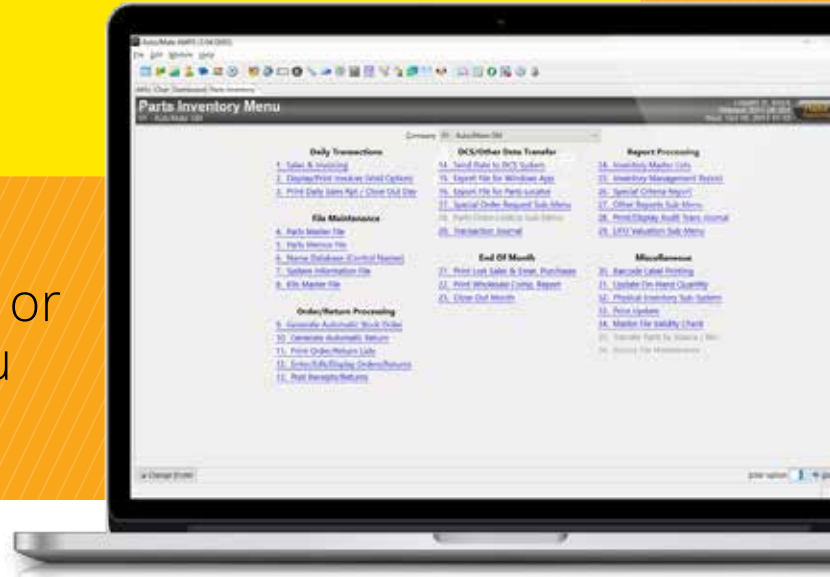 or
u
File Edit Window Help
Parts Inventory Menu
Company
Daily Transactions
1. Sales & Invoicing
2. Display/Print Invoices (Void Option)
3. Print Daily Sales Rpt / Close Out Day
File Maintenance
4. Parts Master File
5. Parts Memos File
6. Name Database (Control Names)
7. System Information File
8. Kits Master File
Order/Return Processing
9. Generate Automatic Stock Order
10. Generate Automatic Return
11. Print Order/Return Lists
12. Enter/Edit/Display Orders/Returns
13. Post Receipts/Returns
DCS/Other Data Transfer
14. Send Data to DCS System
15. Export File for Windows App
16. Export File for Parts Locator
17. Special Order Request Sub-Menu
20. Transaction Journal
End Of Month
21. Print Lost Sales & Emer. Purchases
22. Print Wholesale Comp. Report
23. Close Out Month
Report Processing
24. Inventory Master Lists
25. Inventory Management Report
26. Special Criteria Report
27. Other Reports Sub-Menu
28. Print/Display Audit Trans Journal
29. LIFO Valuation Sub-Menu
Miscellaneous
30. Barcode Label Printing
31. Update On-Hand Quantity
32. Physical Inventory Sub-System
33. Price Update
34. Master File Validity Check
Enter option